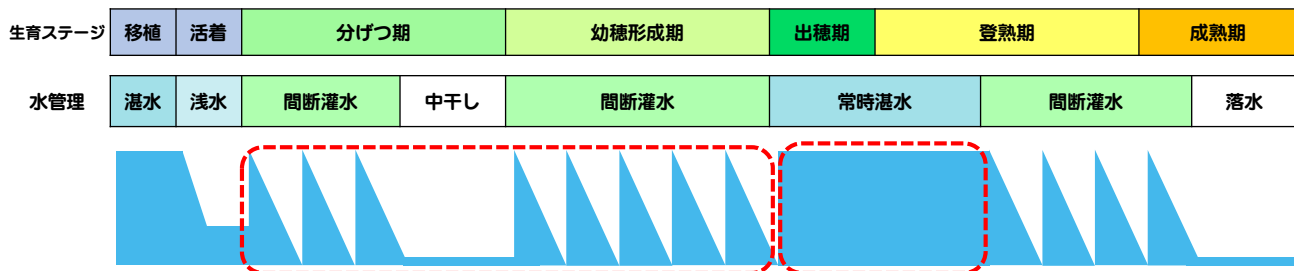 生育ステージ 移植 活着 分げつ期 幼穂形成期 出穂期 登熟期 成熟期
水管理 湛水 浅水 間断灌水 中干し 間断灌水 常時湛水 間断灌水 落水